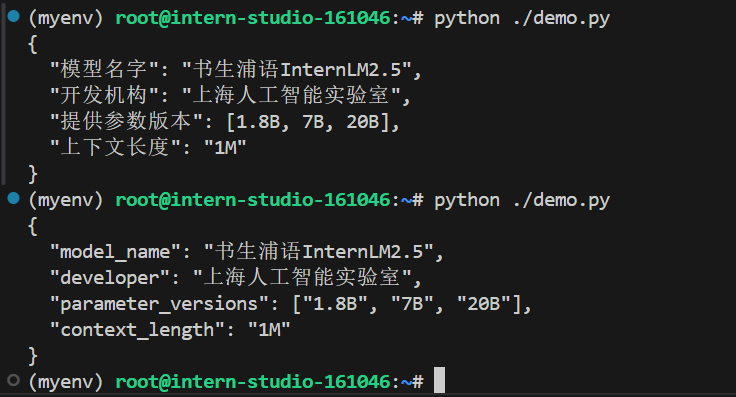 (myenv) root@intern-studio-161046:~# python ./demo.py
{
  "模型名字": "书生浦语InternLM2.5",
  "开发机构": "上海人工智能实验室",
  "提供参数版本": [1.8B, 7B, 20B],
  "上下文长度": "1M"
}
(myenv) root@intern-studio-161046:~# python ./demo.py
{
  "model_name": "书生浦语InternLM2.5",
  "developer": "上海人工智能实验室",
  "parameter_versions": ["1.8B", "7B", "20B"],
  "context_length": "1M"
}
(myenv) root@intern-studio-161046:~#